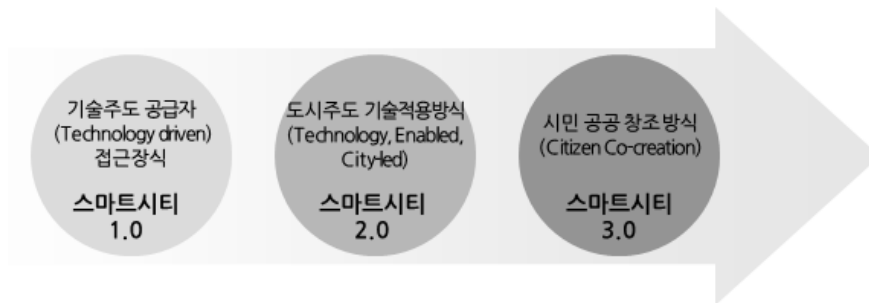 기술주도 공급자
(Technology driven)
접근장식
스마트시티
1.0
도시주도 기술적용방식
(Technology, Enabled,
City-led)
스마트시티
2.0
시민 공공 창조 방식
(Citizen Co-creation)
스마트시티
3.0